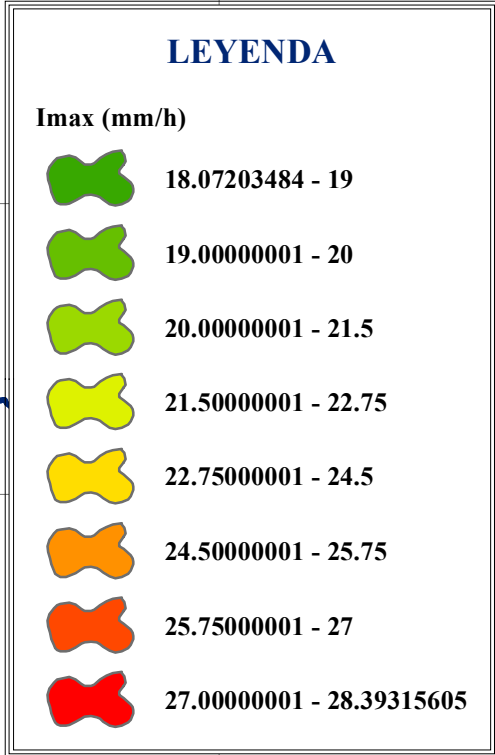 LEYENDA
Imax (mm/h)
18.07203484 - 19
19.00000001 - 20
20.00000001 - 21.5
21.50000001 - 22.75
22.75000001 - 24.5
24.50000001 - 25.75
25.75000001 - 27
27.00000001 - 28.39315605